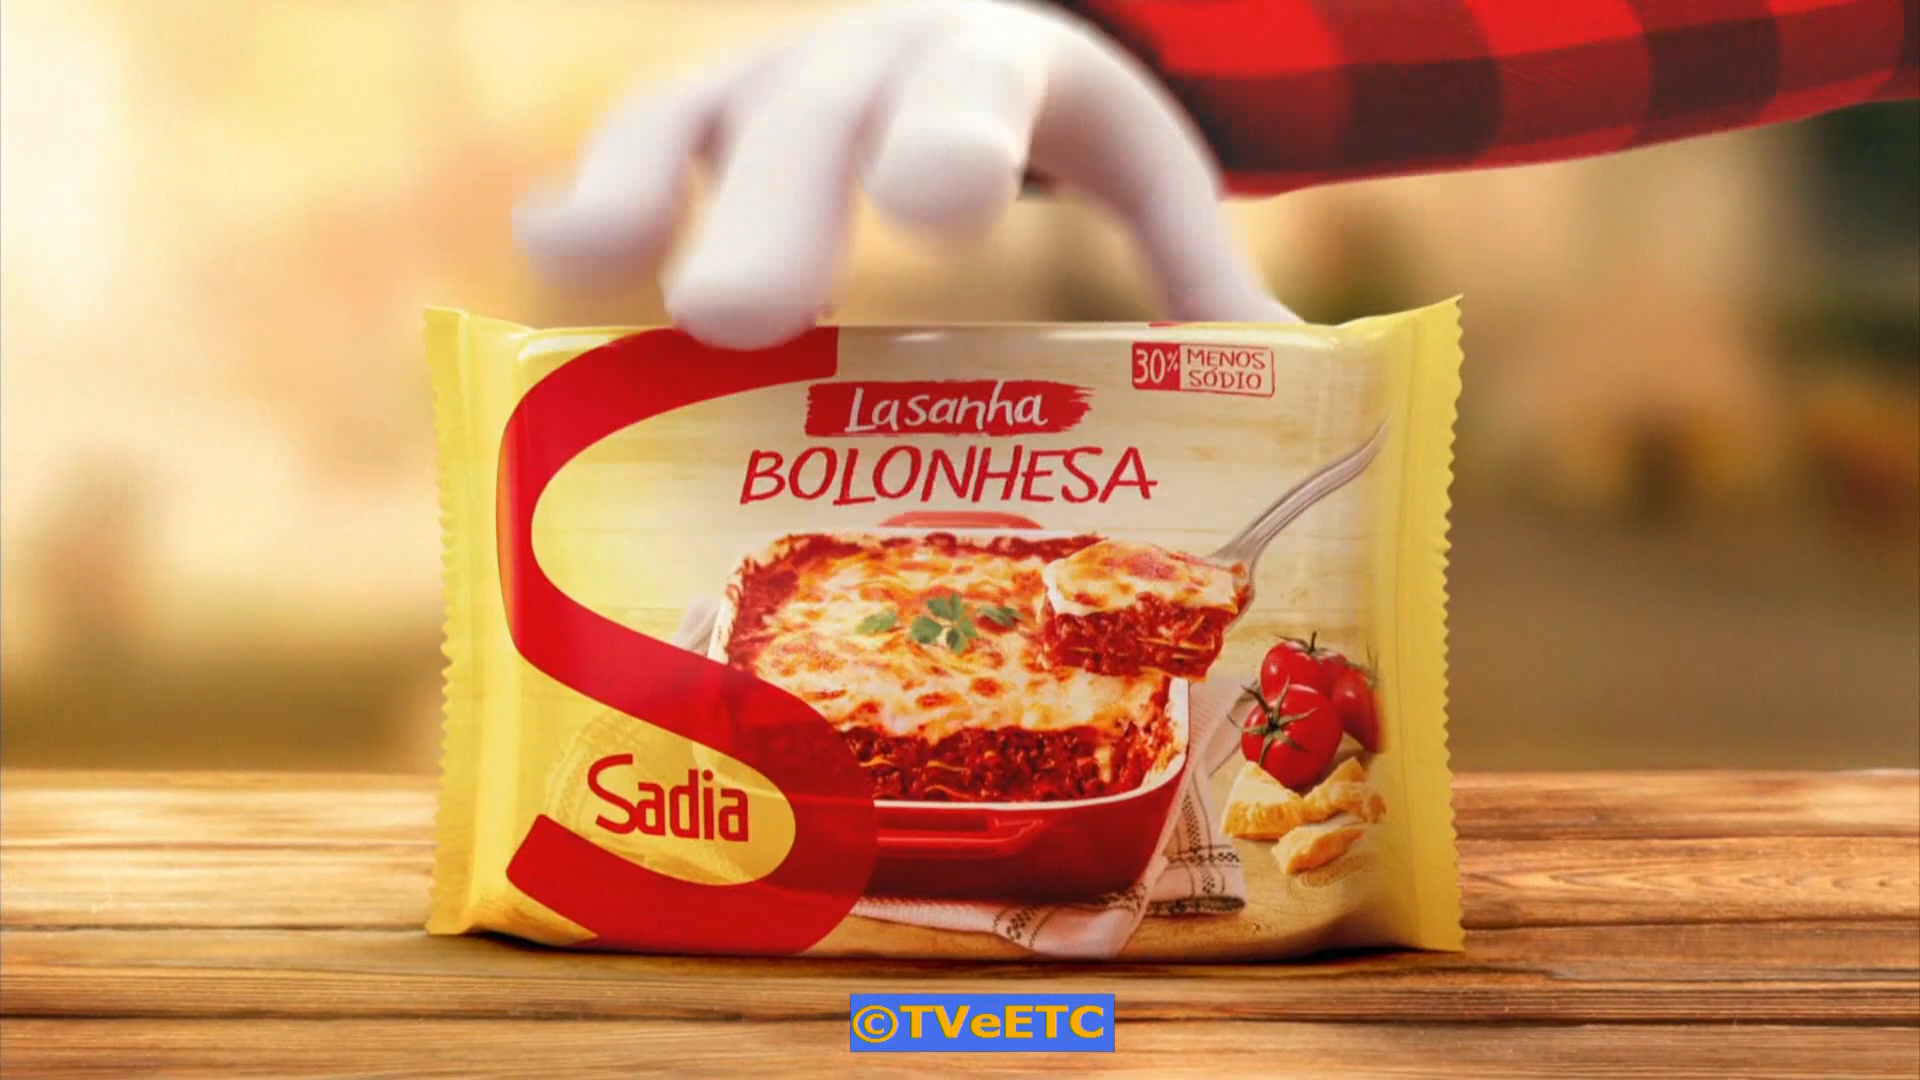 30% MENOS
SÓDIO
Lasanha
BOLONHESA
Sadia
©TVeETC